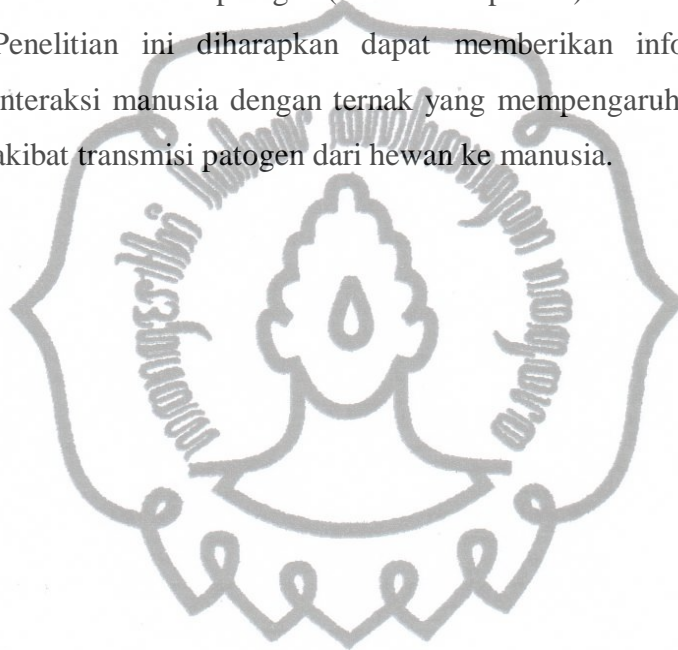 Penelitian ini diharapkan dapat memberikan info
nteraksi manusia dengan ternak yang mempengaruh
akibat transmisi patogen dari hewan ke manusia.